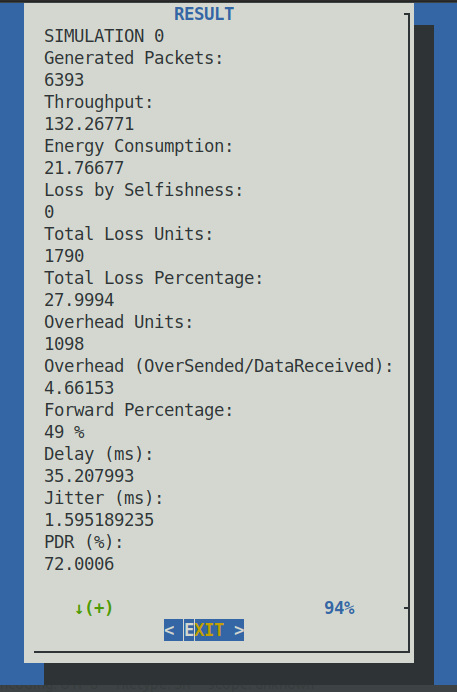 RESULT
SIMULATION 0
Generated Packets:
6393
Throughput:
132.26771
Energy Consumption:
21.76677
Loss by Selfishness:
0
Total Loss Units:
1790
Total Loss Percentage:
27.9994
Overhead Units:
1098
Overhead (OverSended/DataReceived):
4.66153
Forward Percentage:
49 %
Delay (ms):
35.207993
Jitter (ms):
1.595189235
PDR (%):
72.0006
↓(+) 94%
< EXIT >